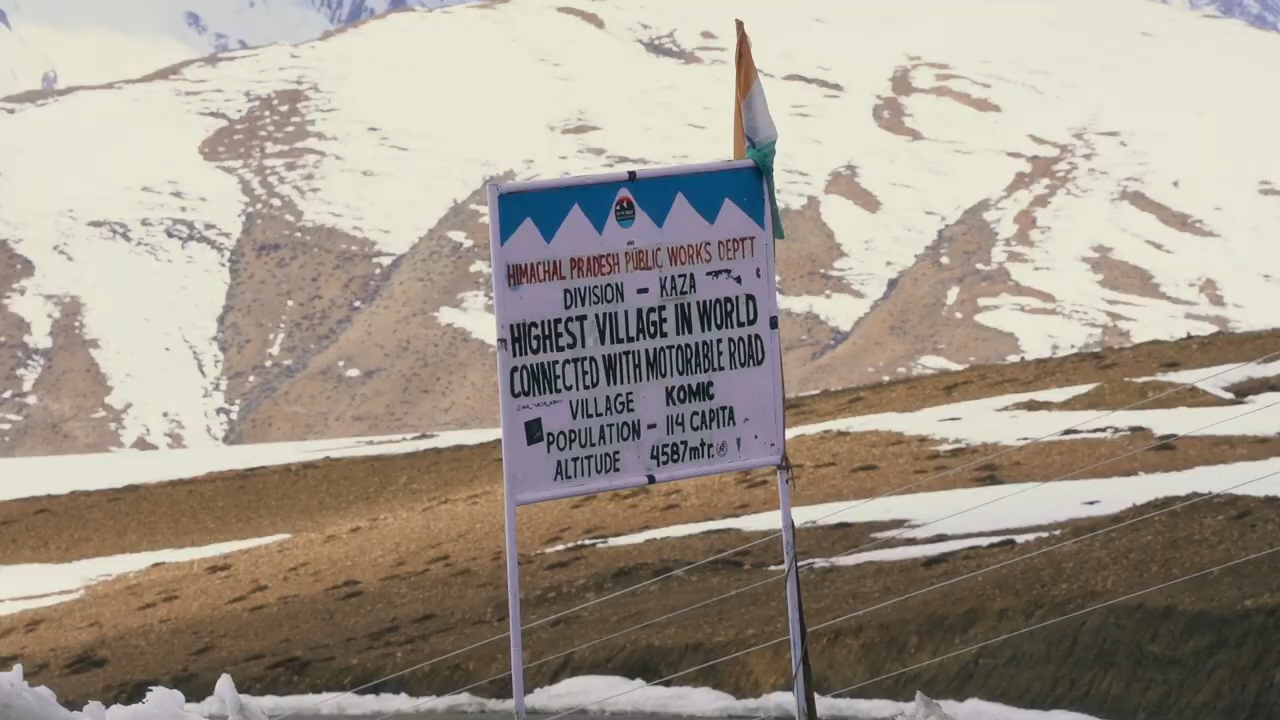 HIMACHAL PRADESH PUBLIC WORKS DEPTT
DIVISION - KAZA
HIGHEST VILLAGE IN WORLD
CONNECTED WITH MOTORABLE ROAD
VILLAGE KOMIC
POPULATION - 114 CAPITA
ALTITUDE 4587mtr.